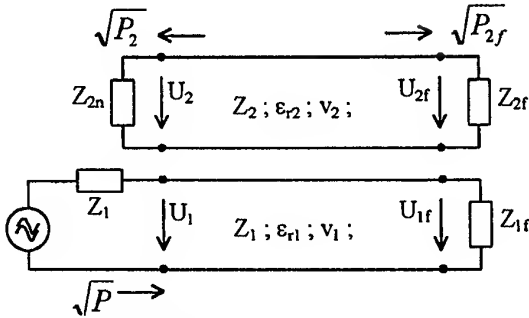 √P₂ √P₂f
Z₂ₙ U₂ Z₂ ; εᵣ₂ ; v₂ ; U₂f Z₂f
Z₁ U₁ Z₁ ; εᵣ₁ ; v₁ ; U₁f Z₁f
√P